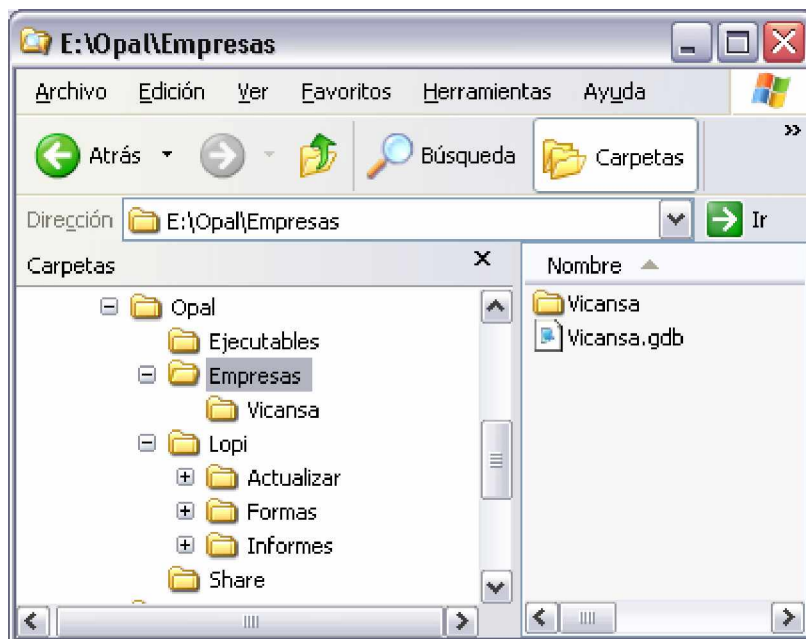 E:\Opal\Empresas
Archivo Edición Ver Favoritos Herramientas Ayuda
Atrás Búsqueda Carpetas »
Dirección E:\Opal\Empresas Ir
Carpetas
Opal
Ejecutables
Empresas
Vicansa
Lopi
Actualizar
Formas
Informes
Share
Nombre
Vicansa
Vicansa.gdb